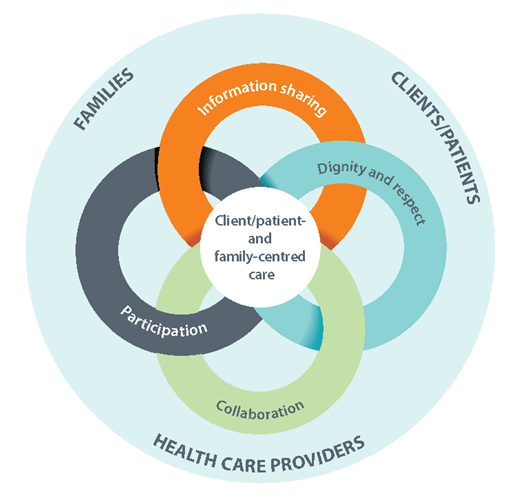 FAMILIES
CLIENTS/PATIENTS
Information sharing
Dignity and respect
Client/patient-
and
family-centred
care
Participation
Collaboration
HEALTH CARE PROVIDERS